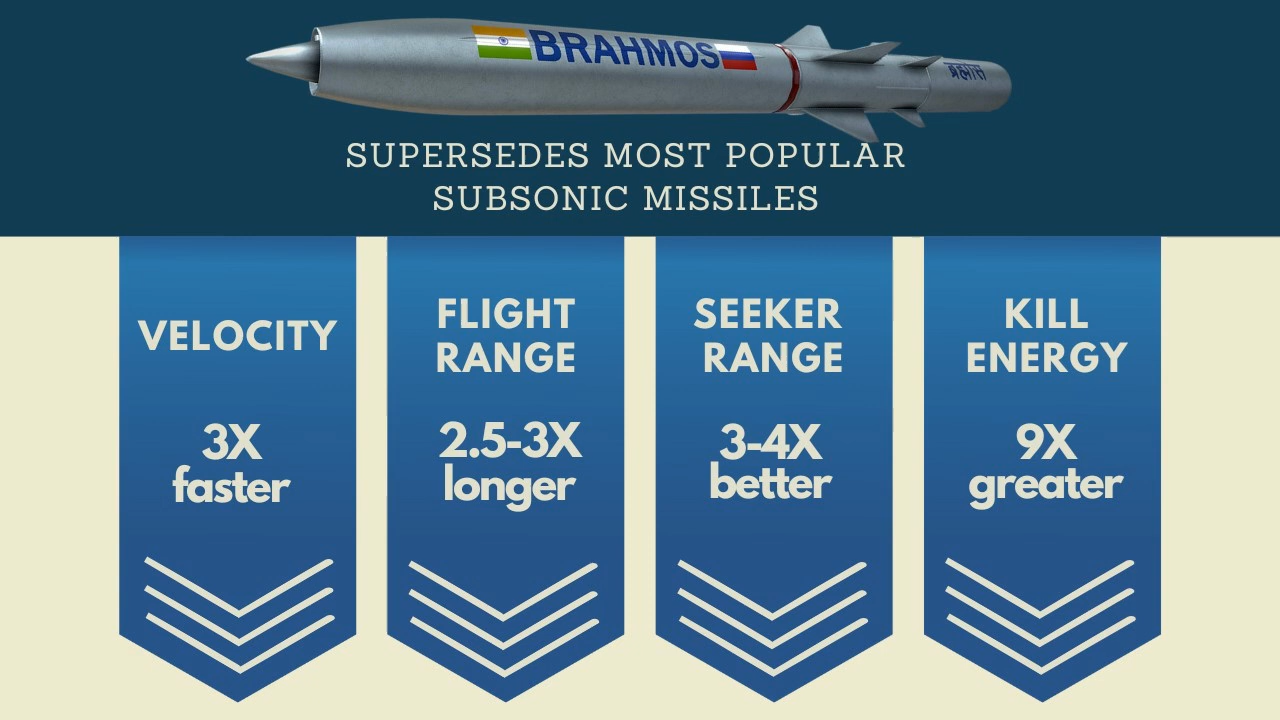 BRAHMOS
ब्रह्मोस
SUPERSEDES MOST POPULAR
SUBSONIC MISSILES
VELOCITY
3X
faster
FLIGHT
RANGE
2.5-3X
longer
SEEKER
RANGE
3-4X
better
KILL
ENERGY
9X
greater